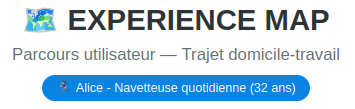 EXPERIENCE MAP
Parcours utilisateur — Trajet domicile-travail
Alice - Navetteuse quotidienne (32 ans)